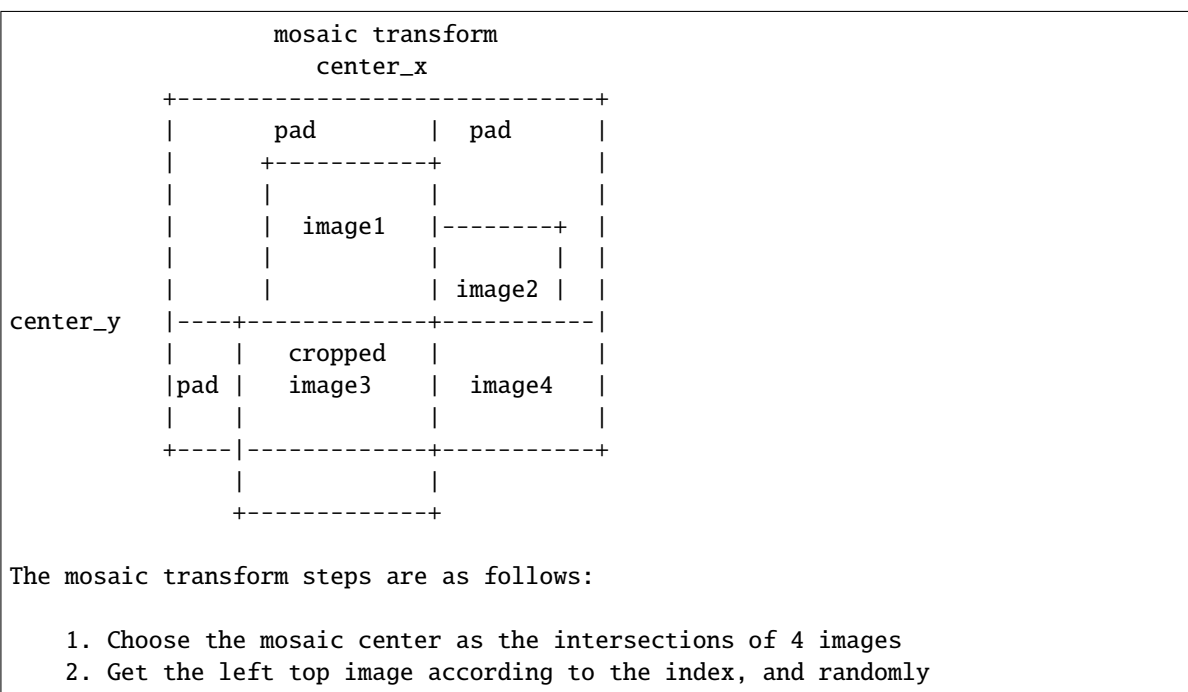 mosaic transform
center_x
+------------------------------+
| pad | pad |
| +-----------+ |
| | | |
| | image1 |--------+ |
| | | | |
| | | image2 | |
center_y |----+-------------+-----------|
| | cropped | |
|pad | image3 | image4 |
| | | |
+----|-------------+-----------+
| |
+-------------+
The mosaic transform steps are as follows:
1. Choose the mosaic center as the intersections of 4 images
2. Get the left top image according to the index, and randomly